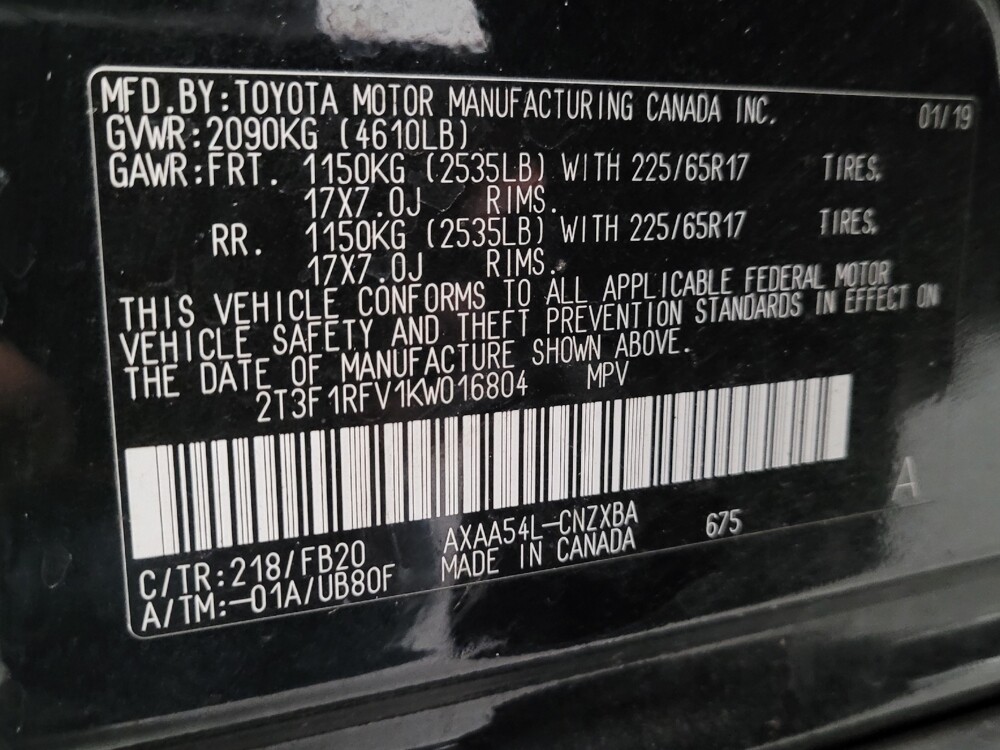 MFD.BY:TOYOTA MOTOR MANUFACTURING CANADA INC. 01/19
GVWR:2090KG (4610LB)
GAWR:FRT. 1150KG (2535LB) WITH 225/65R17 TIRES,
17X7.0J RIMS.
RR. 1150KG (2535LB) WITH 225/65R17 TIRES,
17X7.0J RIMS.
THIS VEHICLE CONFORMS TO ALL APPLICABLE FEDERAL MOTOR
VEHICLE SAFETY AND THEFT PREVENTION STANDARDS IN EFFECT ON
THE DATE OF MANUFACTURE SHOWN ABOVE.
2T3F1RFV1KW016804 MPV
A
C/TR:218/FB20 AXAA54L-CNZXBA 675
A/TM:-01A/UB80F MADE IN CANADA